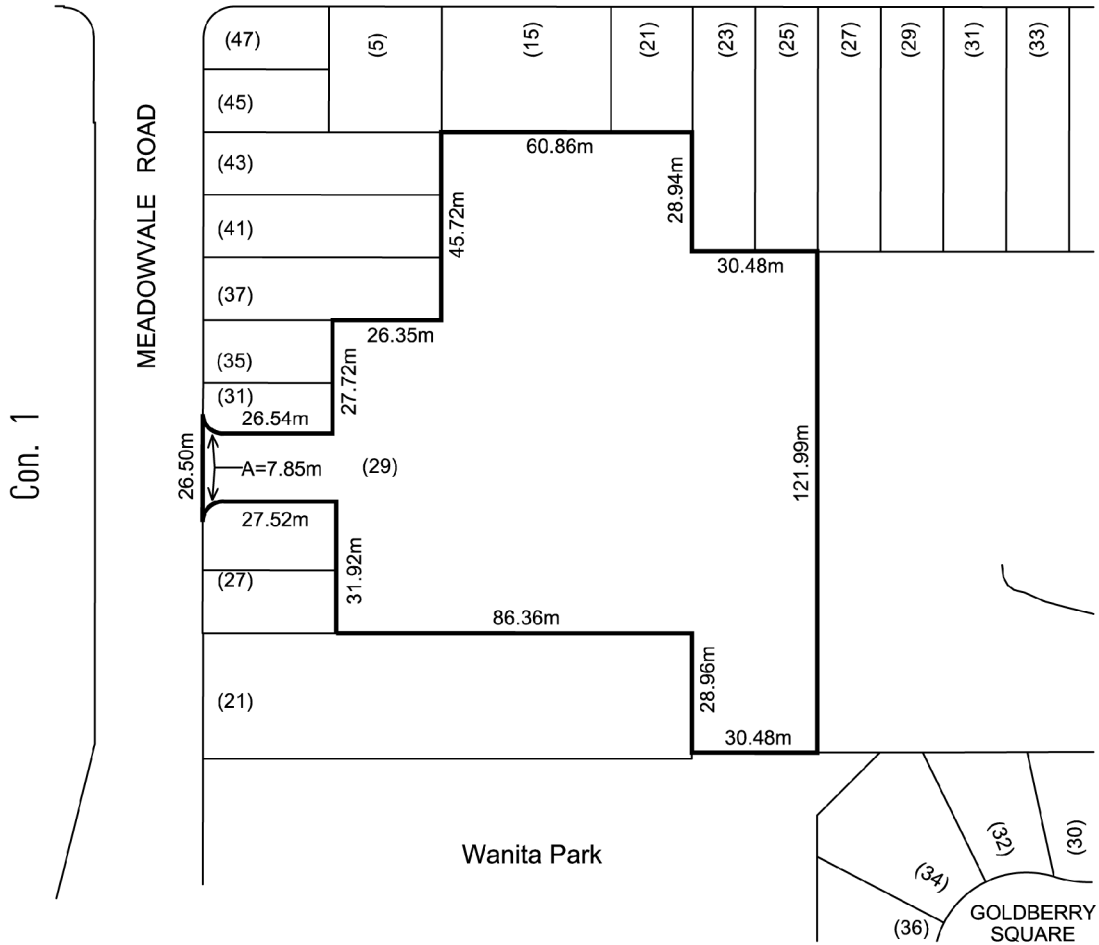 (47)
(5)
(15)
(21)
(23)
(25)
(27)
(29)
(31)
(33)
(45)
(43)
(41)
(37)
(35)
(31)
MEADOWVALE ROAD
Con. 1
60.86m
28.94m
45.72m
30.48m
26.35m
27.72m
26.54m
26.50m
A=7.85m
(29)
121.99m
27.52m
31.92m
(27)
86.36m
28.96m
(21)
30.48m
Wanita Park
(30)
(32)
(34)
(36)
GOLDBERRY
SQUARE